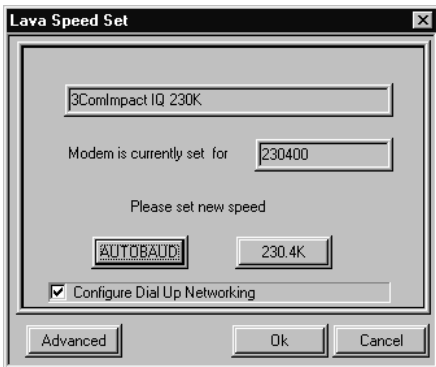 Lava Speed Set
3ComImpact IQ 230K
Modem is currently set for 230400
Please set new speed
AUTOBAUD 230.4K
Configure Dial Up Networking
Advanced Ok Cancel